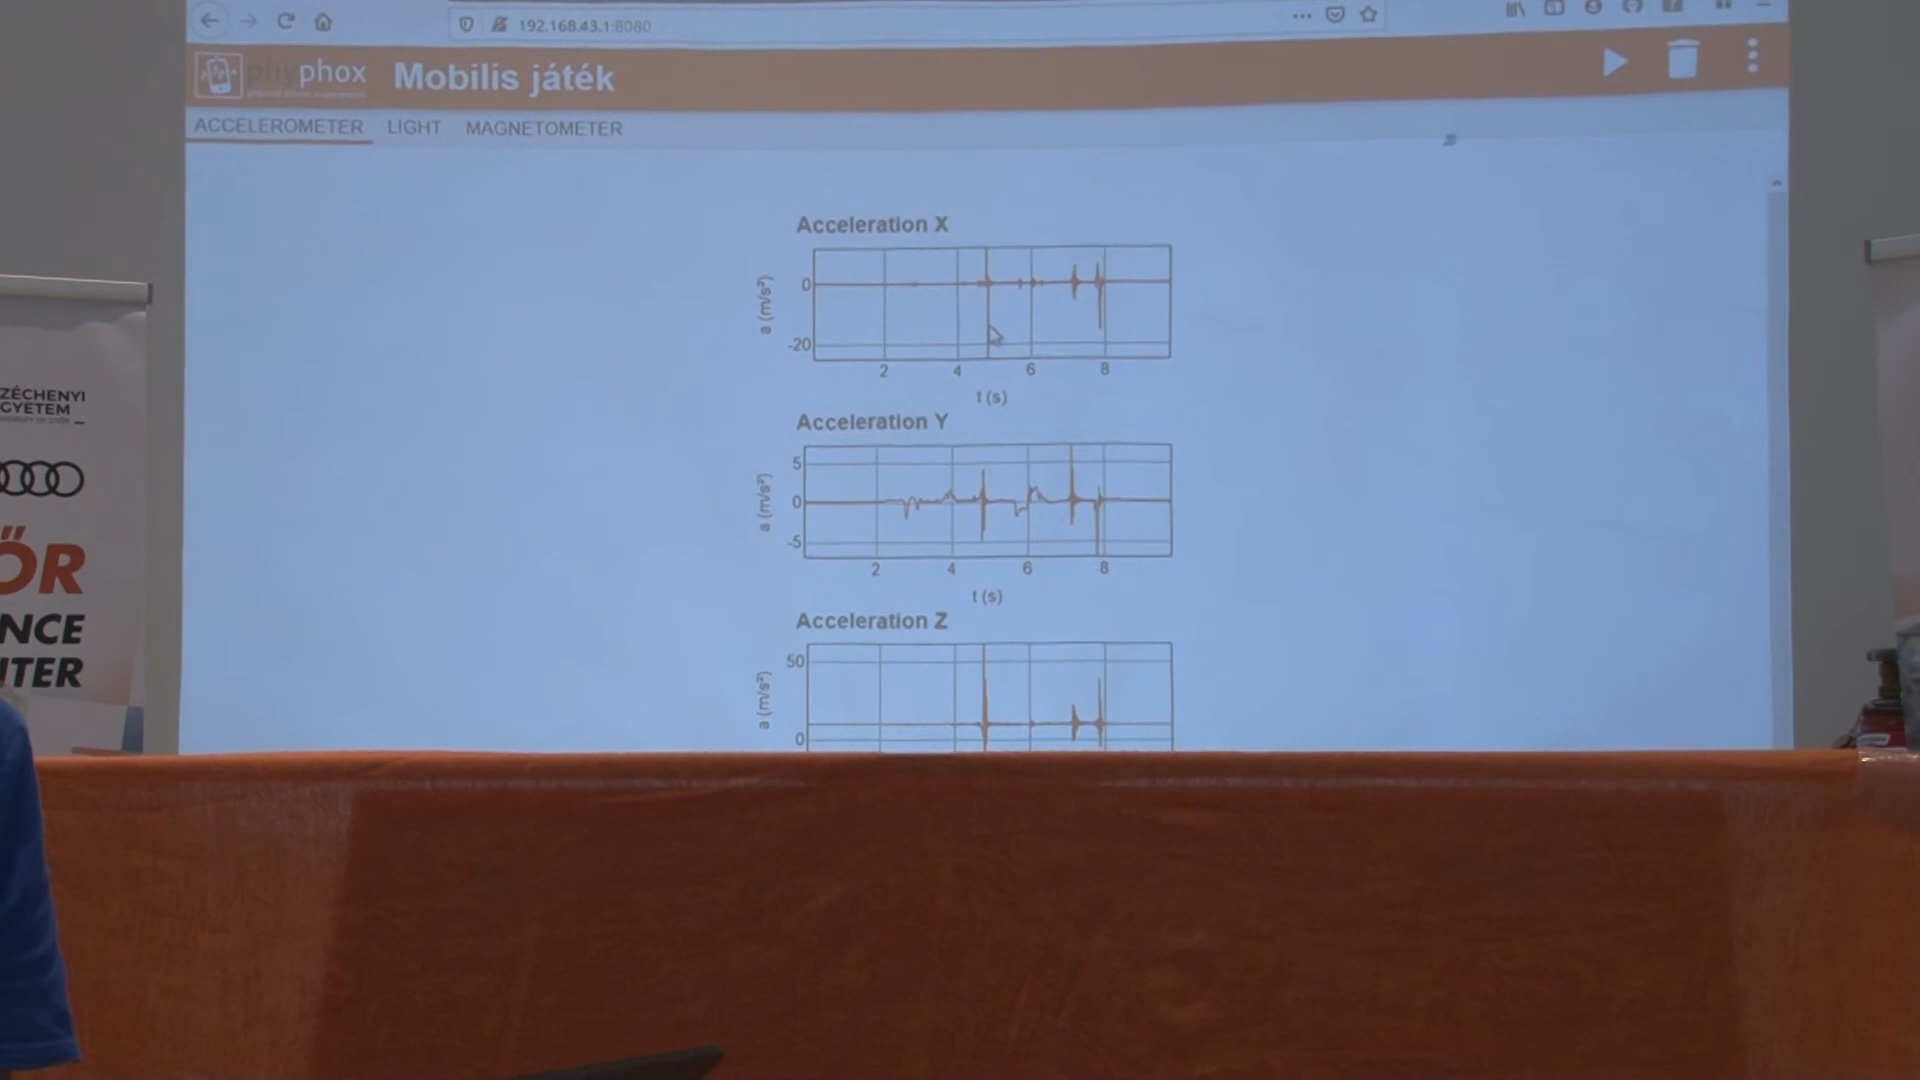 192.168.43.1:8080
phyphox Mobilis játék
ACCELEROMETER LIGHT MAGNETOMETER
Acceleration X
a (m/s²)
0
-20
2 4 6 8
t (s)
Acceleration Y
a (m/s²)
5
0
-5
2 4 6 8
t (s)
Acceleration Z
a (m/s²)
50
0
ZÉCHENYI
GYETEM
ŐR
NCE
NTER